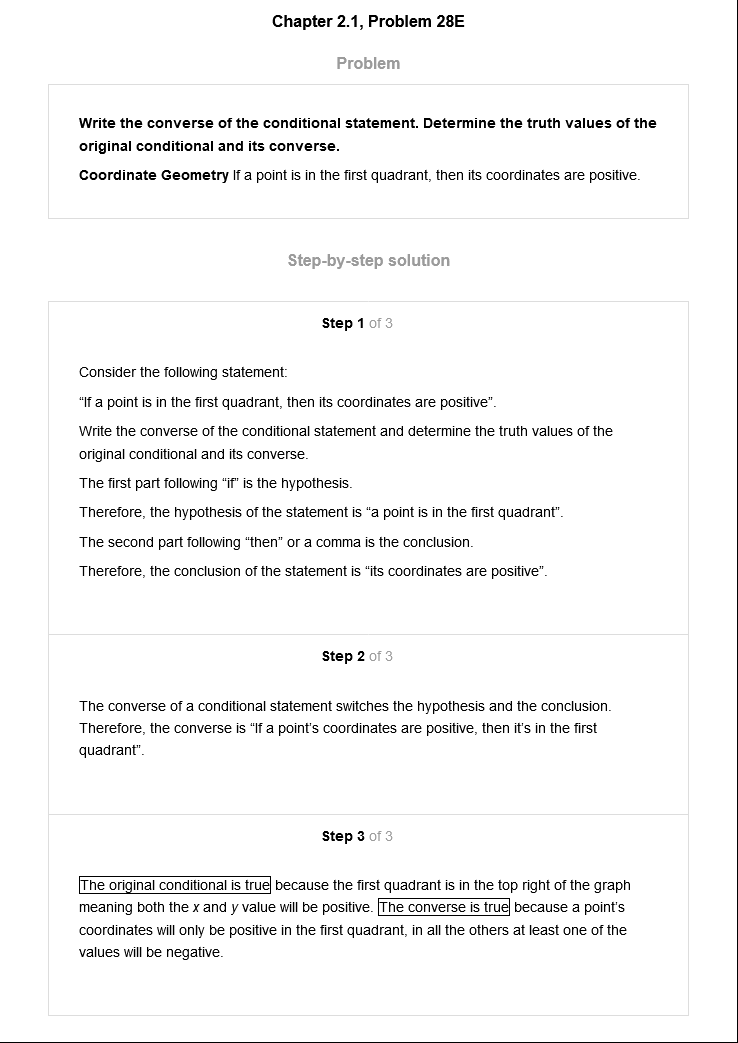 Chapter 2.1, Problem 28E
Problem
Write the converse of the conditional statement. Determine the truth values of the
original conditional and its converse.
Coordinate Geometry If a point is in the first quadrant, then its coordinates are positive.
Step-by-step solution
Step 1 of 3
Consider the following statement:
“If a point is in the first quadrant, then its coordinates are positive”.
Write the converse of the conditional statement and determine the truth values of the
original conditional and its converse.
The first part following “if” is the hypothesis.
Therefore, the hypothesis of the statement is “a point is in the first quadrant”.
The second part following “then” or a comma is the conclusion.
Therefore, the conclusion of the statement is “its coordinates are positive”.
Step 2 of 3
The converse of a conditional statement switches the hypothesis and the conclusion.
Therefore, the converse is “If a point’s coordinates are positive, then it’s in the first
quadrant”.
Step 3 of 3
The original conditional is true because the first quadrant is in the top right of the graph
meaning both the x and y value will be positive. The converse is true because a point’s
coordinates will only be positive in the first quadrant, in all the others at least one of the
values will be negative.